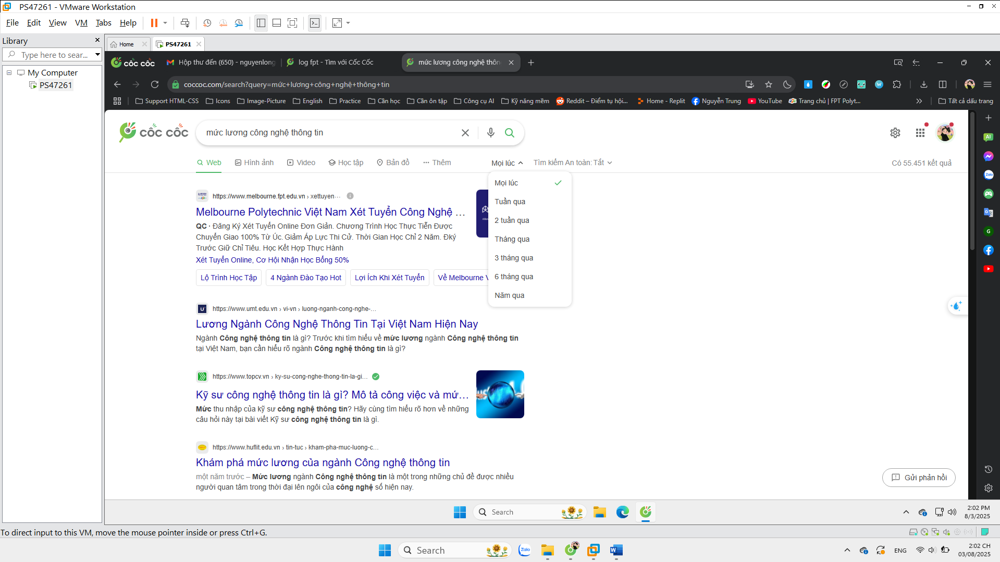 PS47261 - VMware Workstation
File Edit View VM Tabs Help
Library
Type here to sear...
My Computer
PS47261
Home
PS47261
cốc cốc
Hộp thư đến (650) - nguyenlong
log fpt - Tìm với Cốc Cốc
mức lương công nghệ thôn
coccoc.com/search?query=mức+lương+công+nghệ+thông+tin
Support HTML-CSS
Icons
Image-Picture
English
Practice
Cần học
Cần ôn tập
Công cụ AI
Kỹ năng mềm
Reddit – Điểm tụ hội...
Home - Replit
Nguyễn Trung
YouTube
Trang chủ | FPT Polyt...
Tất cả dấu trang
cốc cốc
mức lương công nghệ thông tin
Web
Hình ảnh
Video
Học tập
Bản đồ
Thêm
Mọi lúc
Tìm kiếm An toàn: Tắt
Có 55.451 kết quả
Mọi lúc
Tuần qua
2 tuần qua
Tháng qua
3 tháng qua
6 tháng qua
Năm qua
https://www.melbourne.fpt.edu.vn › xettuyen···
Melbourne Polytechnic Việt Nam Xét Tuyển Công Nghệ …
QC · Đăng Ký Xét Tuyển Online Đơn Giản. Chương Trình Học Thực Tiễn Được
Chuyển Giao 100% Từ Úc. Giảm Áp Lực Thi Cử. Thời Gian Học Chỉ 2 Năm. Đký
Trước Giữ Chỉ Tiêu. Học Kết Hợp Thực Hành
Xét Tuyển Online, Cơ Hội Nhận Học Bổng 50%
Lộ Trình Học Tập
4 Ngành Đào Tạo Hot
Lợi Ích Khi Xét Tuyển
Về Melbourne V
https://www.umt.edu.vn › vi-vn › luong-nganh-cong-nghe-...
Lương Ngành Công Nghệ Thông Tin Tại Việt Nam Hiện Nay
Ngành Công nghệ thông tin là gì? Trước khi tìm hiểu về mức lương ngành Công nghệ thông tin
tại Việt Nam, bạn cần hiểu rõ ngành Công nghệ thông tin là gì?
https://www.topcv.vn › ky-su-cong-nghe-thong-tin-la-gi...
Kỹ sư công nghệ thông tin là gì? Mô tả công việc và mứ…
Mức thu nhập của kỹ sư công nghệ thông tin? Hãy cùng tìm hiểu rõ hơn về những
câu hỏi này tại bài viết Kỹ sư công nghệ thông tin là gì.
https://www.huflit.edu.vn › tin-tuc › kham-pha-muc-luong-c...
Khám phá mức lương của ngành Công nghệ thông tin
một năm trước – Mức lương ngành Công nghệ thông tin là một trong những chủ đề được nhiều
người quan tâm trong thời đại lên ngôi của công nghệ số hiện nay.
Gửi phản hồi
AI
Zalo
G
Search
2:02 PM
8/3/2025
To direct input to this VM, move the mouse pointer inside or press Ctrl+G.
Search
Zalo
ENG
2:02 CH
03/08/2025